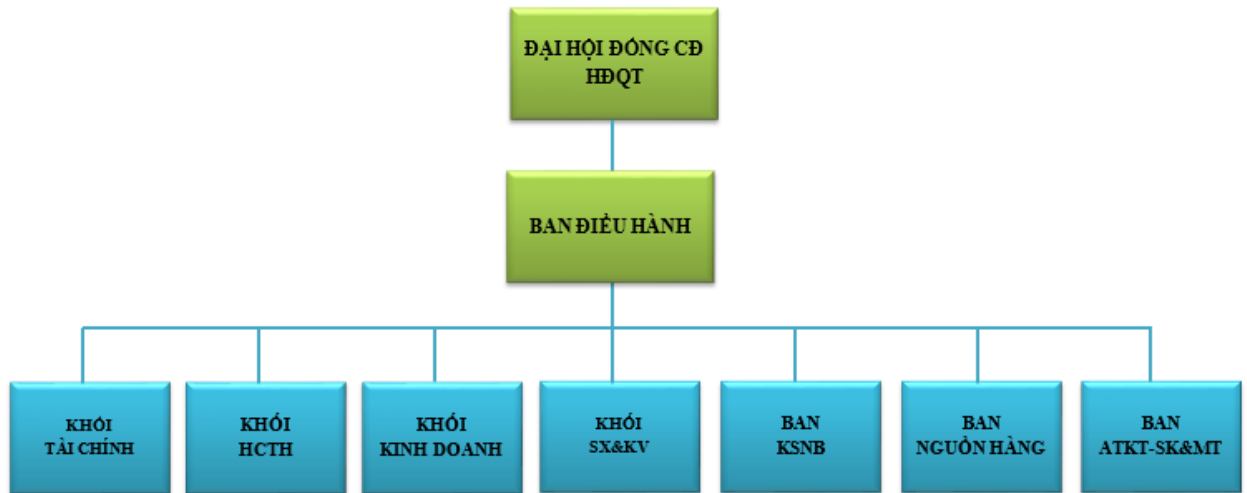 ĐẠI HỘI ĐỒNG CĐ
HĐQT
BAN ĐIỀU HÀNH
KHỐI
TÀI CHÍNH
KHỐI
HCTH
KHỐI
KINH DOANH
KHỐI
SX&KV
BAN
KSNB
BAN
NGUỒN HÀNG
BAN
ATKT-SK&MT